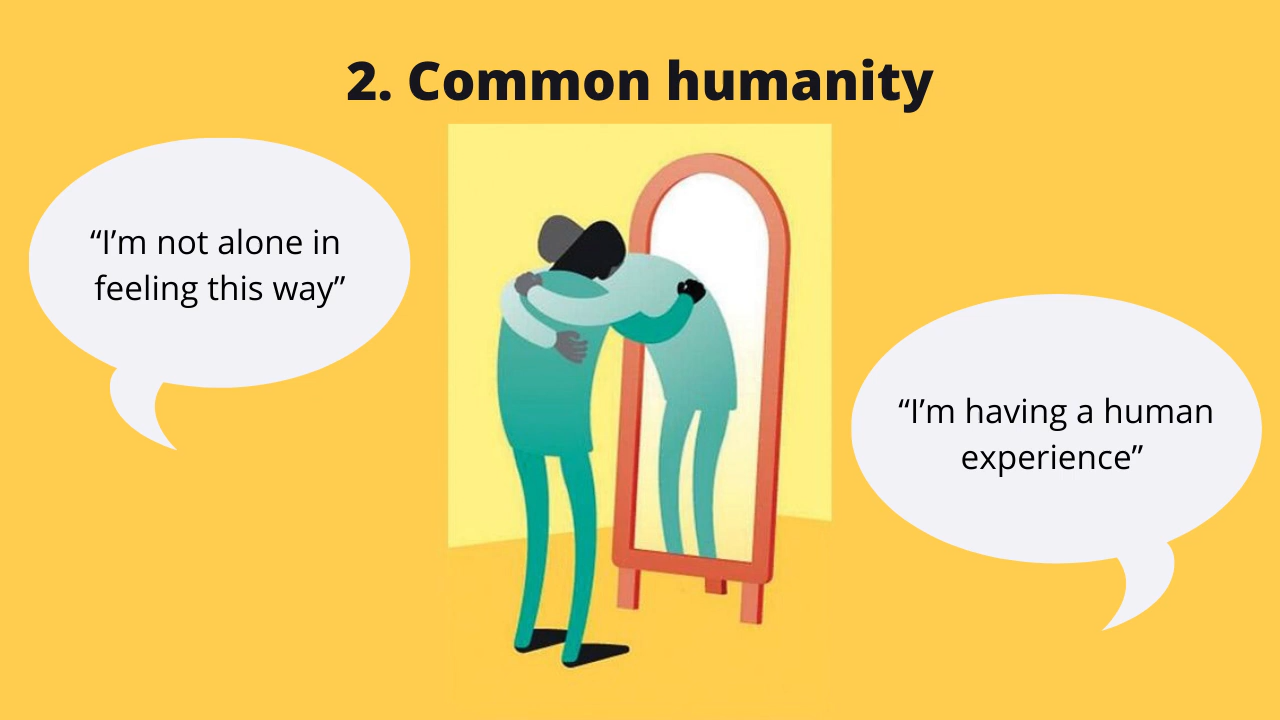 2. Common humanity
“I’m not alone in
feeling this way”
“I’m having a human
experience”